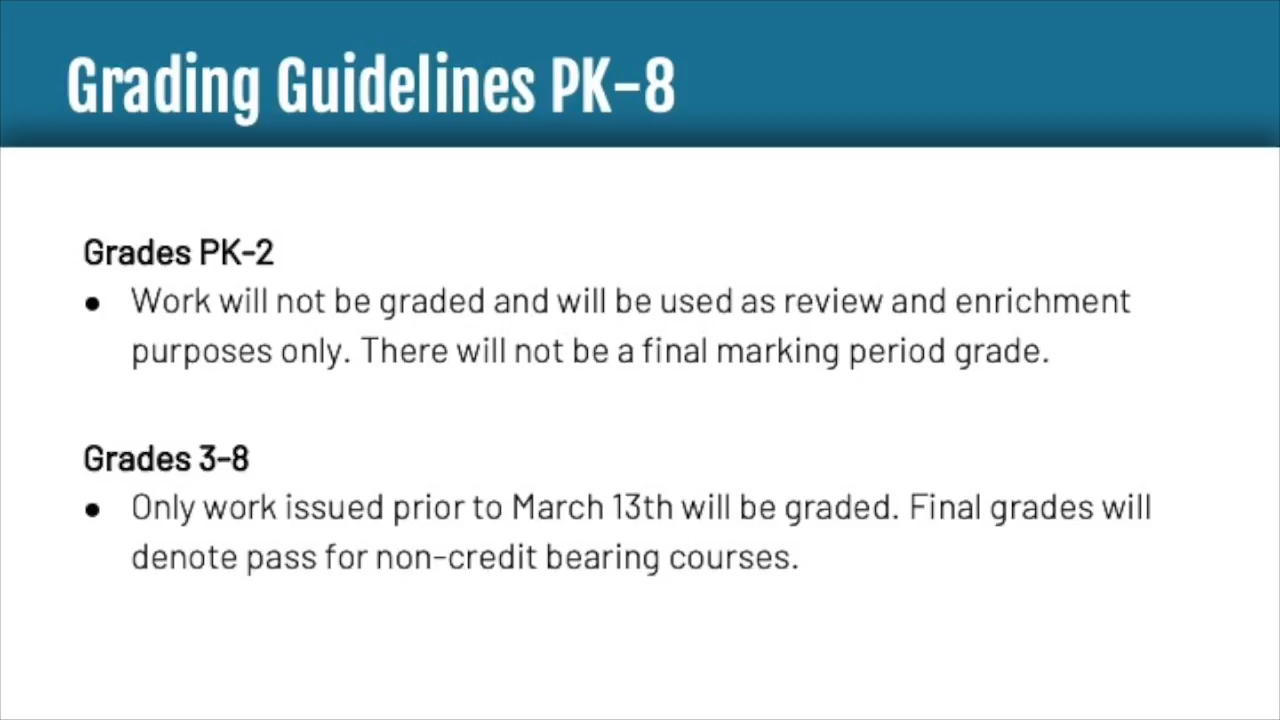 Grading Guidelines PK-8
Grades PK-2
● Work will not be graded and will be used as review and enrichment
purposes only. There will not be a final marking period grade.
Grades 3-8
● Only work issued prior to March 13th will be graded. Final grades will
denote pass for non-credit bearing courses.